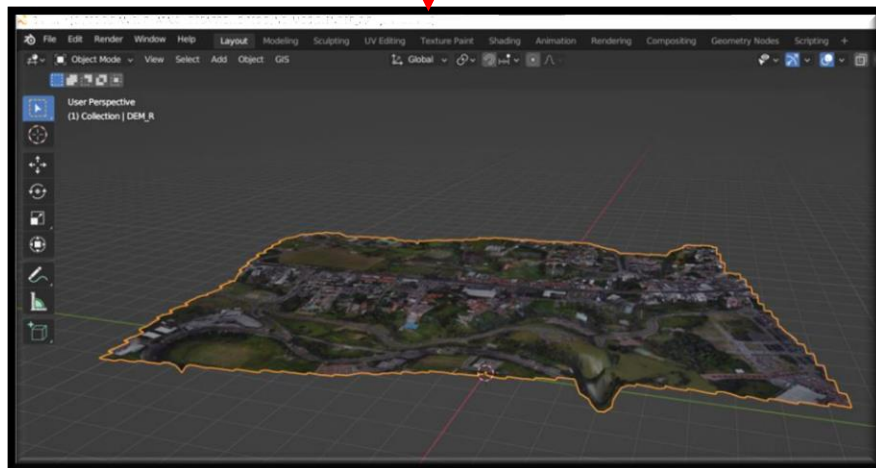 File Edit Render Window Help Layout Modeling Sculpting UV Editing Texture Paint Shading Animation Rendering Compositing Geometry Nodes Scripting +
Object Mode View Select Add Object GIS Global
User Perspective
(1) Collection | DEM_R